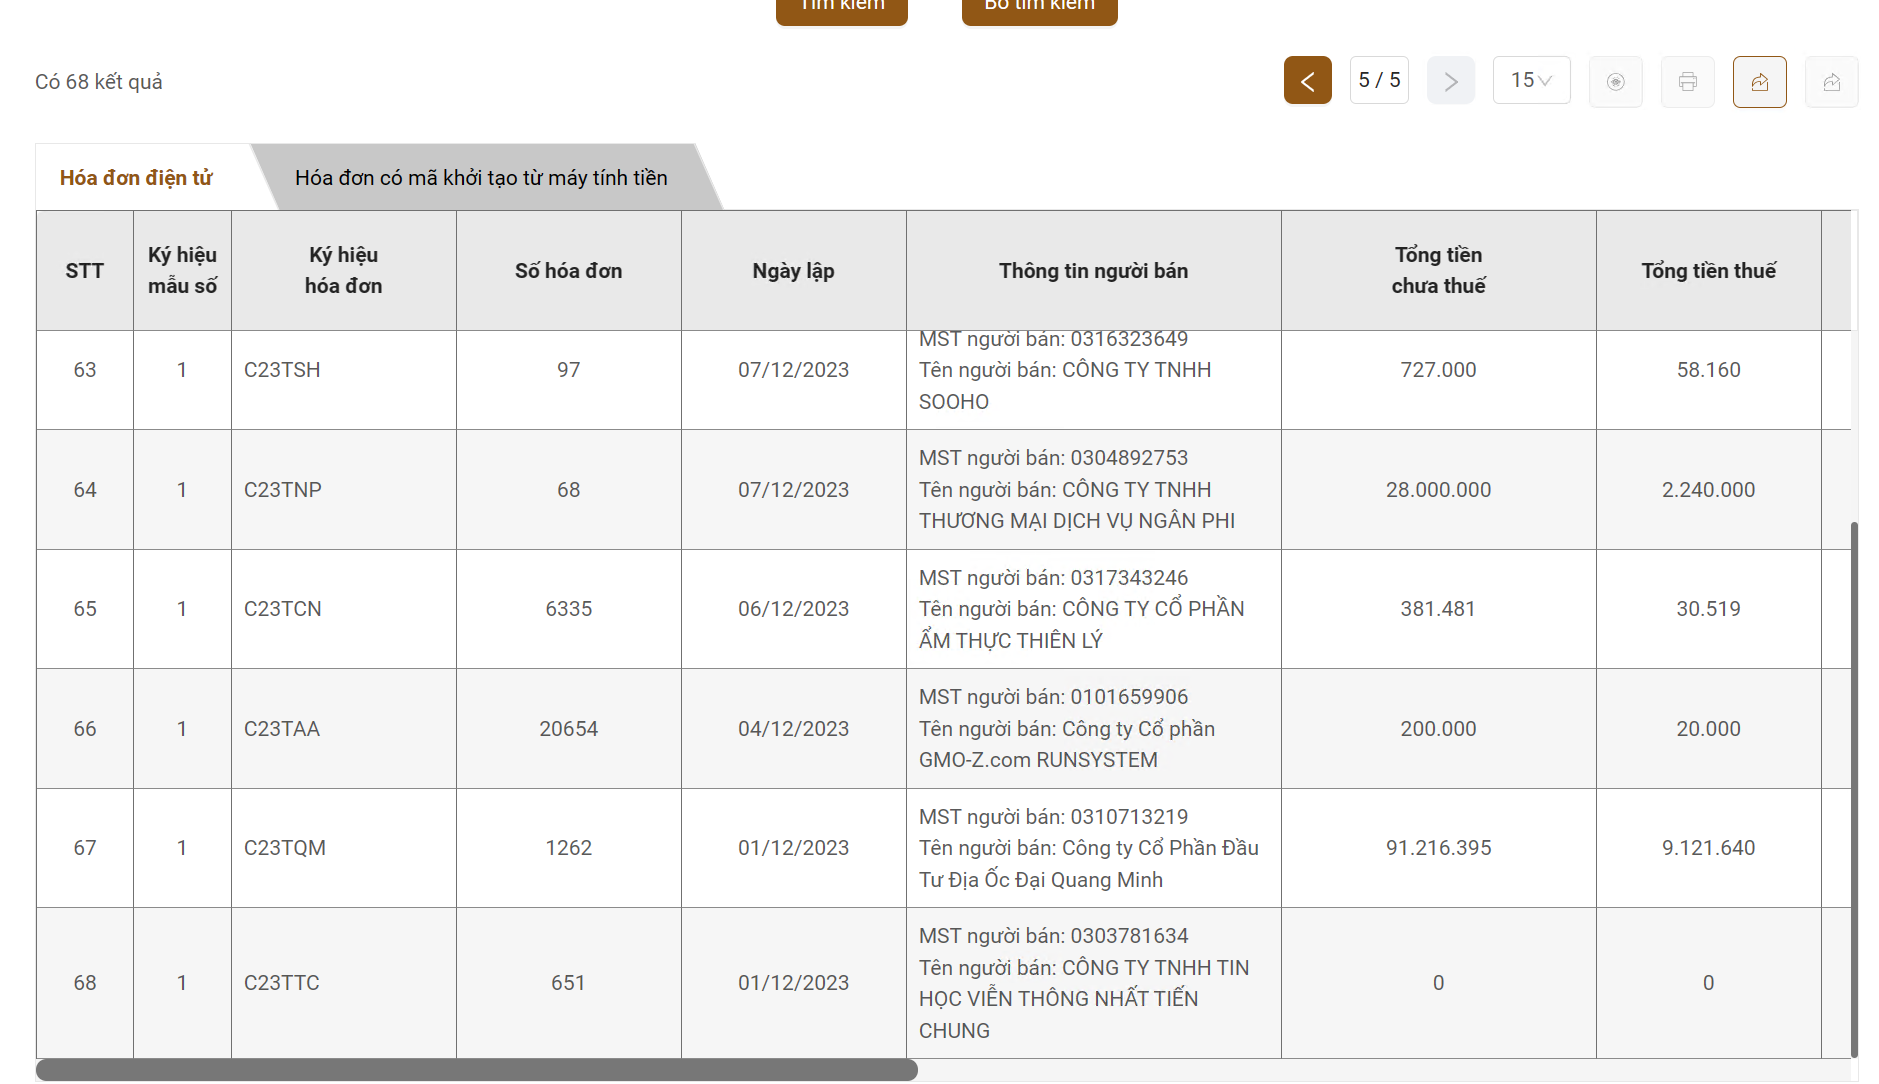 Tìm kiếm
Bỏ tìm kiếm
Có 68 kết quả
5 / 5
15
Hóa đơn điện tử
Hóa đơn có mã khởi tạo từ máy tính tiền
STT
Ký hiệu
mẫu số
Ký hiệu
hóa đơn
Số hóa đơn
Ngày lập
Thông tin người bán
Tổng tiền
chưa thuế
Tổng tiền thuế
63
1
C23TSH
97
07/12/2023
MST người bán: 0316323649
Tên người bán: CÔNG TY TNHH
SOOHO
727.000
58.160
64
1
C23TNP
68
07/12/2023
MST người bán: 0304892753
Tên người bán: CÔNG TY TNHH
THƯƠNG MẠI DỊCH VỤ NGÂN PHI
28.000.000
2.240.000
65
1
C23TCN
6335
06/12/2023
MST người bán: 0317343246
Tên người bán: CÔNG TY CỔ PHẦN
ẨM THỰC THIÊN LÝ
381.481
30.519
66
1
C23TAA
20654
04/12/2023
MST người bán: 0101659906
Tên người bán: Công ty Cổ phần
GMO-Z.com RUNSYSTEM
200.000
20.000
67
1
C23TQM
1262
01/12/2023
MST người bán: 0310713219
Tên người bán: Công ty Cổ Phần Đầu
Tư Địa Ốc Đại Quang Minh
91.216.395
9.121.640
68
1
C23TTC
651
01/12/2023
MST người bán: 0303781634
Tên người bán: CÔNG TY TNHH TIN
HỌC VIỄN THÔNG NHẤT TIẾN
CHUNG
0
0